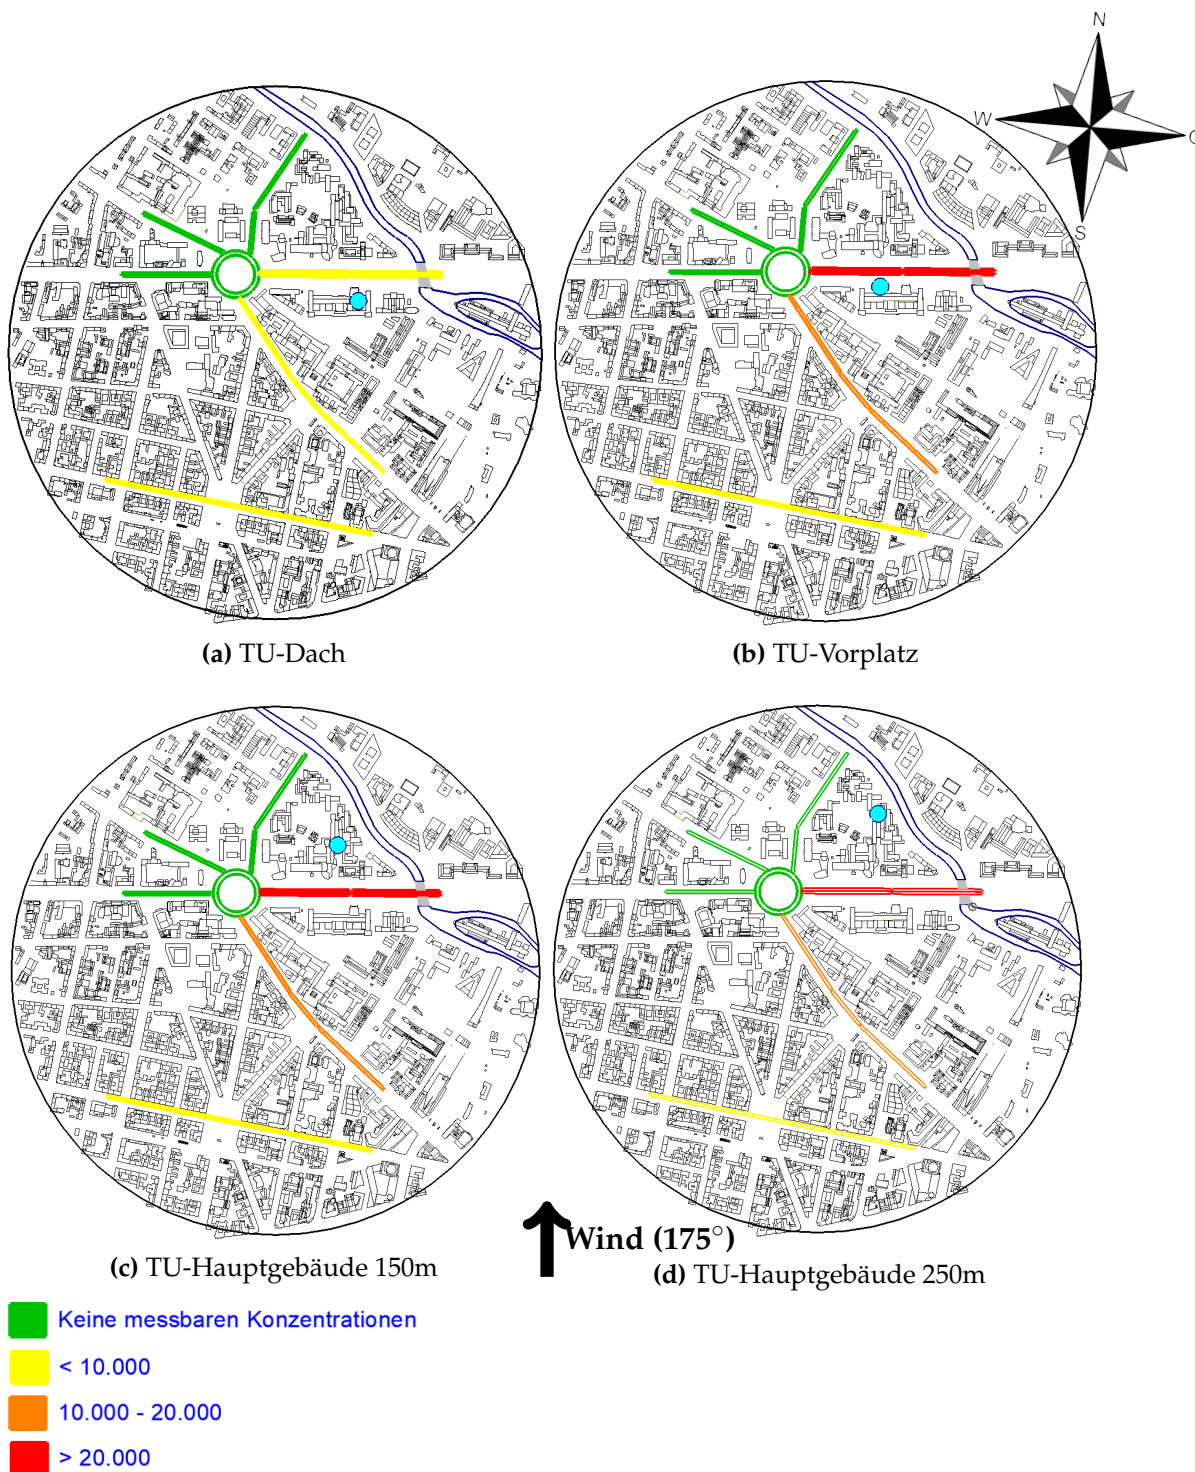 N
W
O
S
(a) TU-Dach
(b) TU-Vorplatz
Wind (175°)
(c) TU-Hauptgebäude 150m
(d) TU-Hauptgebäude 250m
Keine messbaren Konzentrationen
< 10.000
10.000 - 20.000
> 20.000